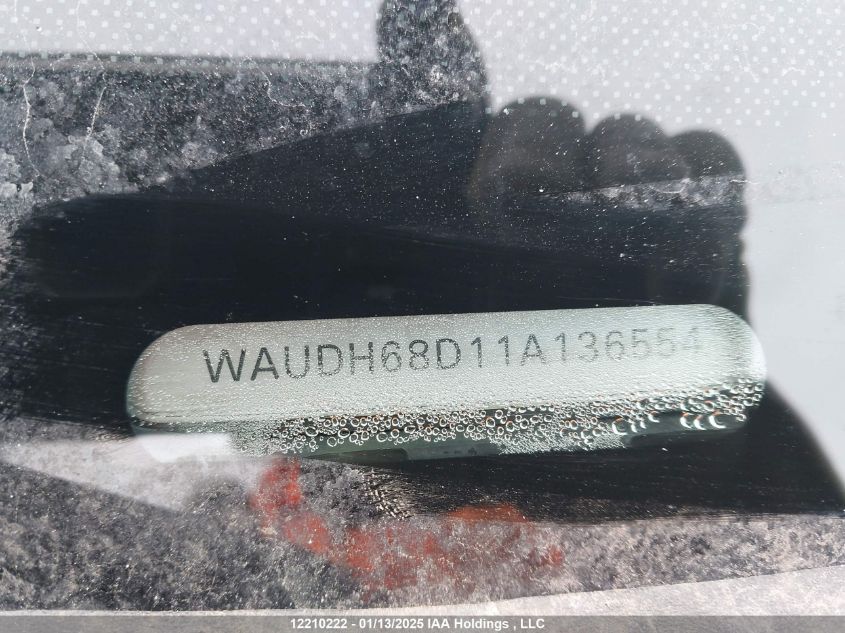 WAUDH68D11A136554
12210222 - 01/13/2025 IAA Holdings , LLC